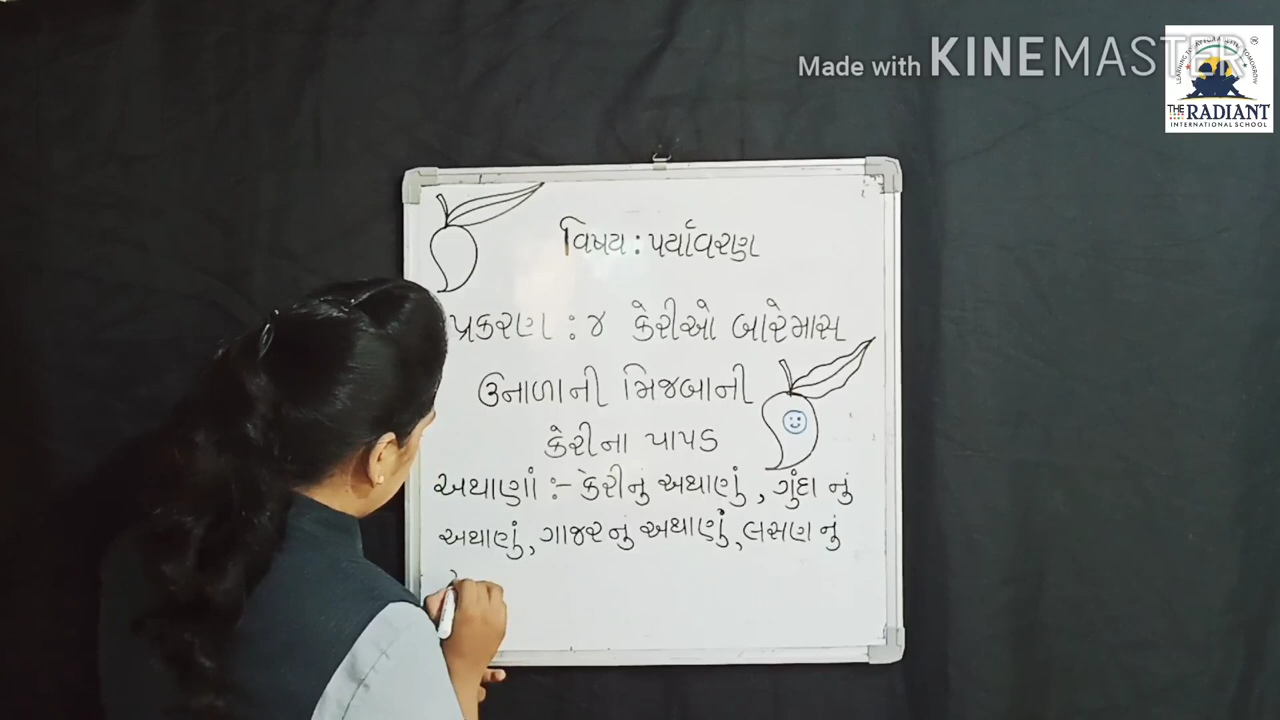 Made with KINEMASTER
THE RADIANT
INTERNATIONAL SCHOOL
વિષય : પર્યાવરણ
પ્રકરણ : ૪ કેરીઓ બારેમાસ
ઉનાળાની મિજબાની
કેરીના પાપડ
અથાણાં :- કેરીનું અથાણું, ગુંદા નું
અથાણું, ગાજર નું અથાણું, લસણ નું